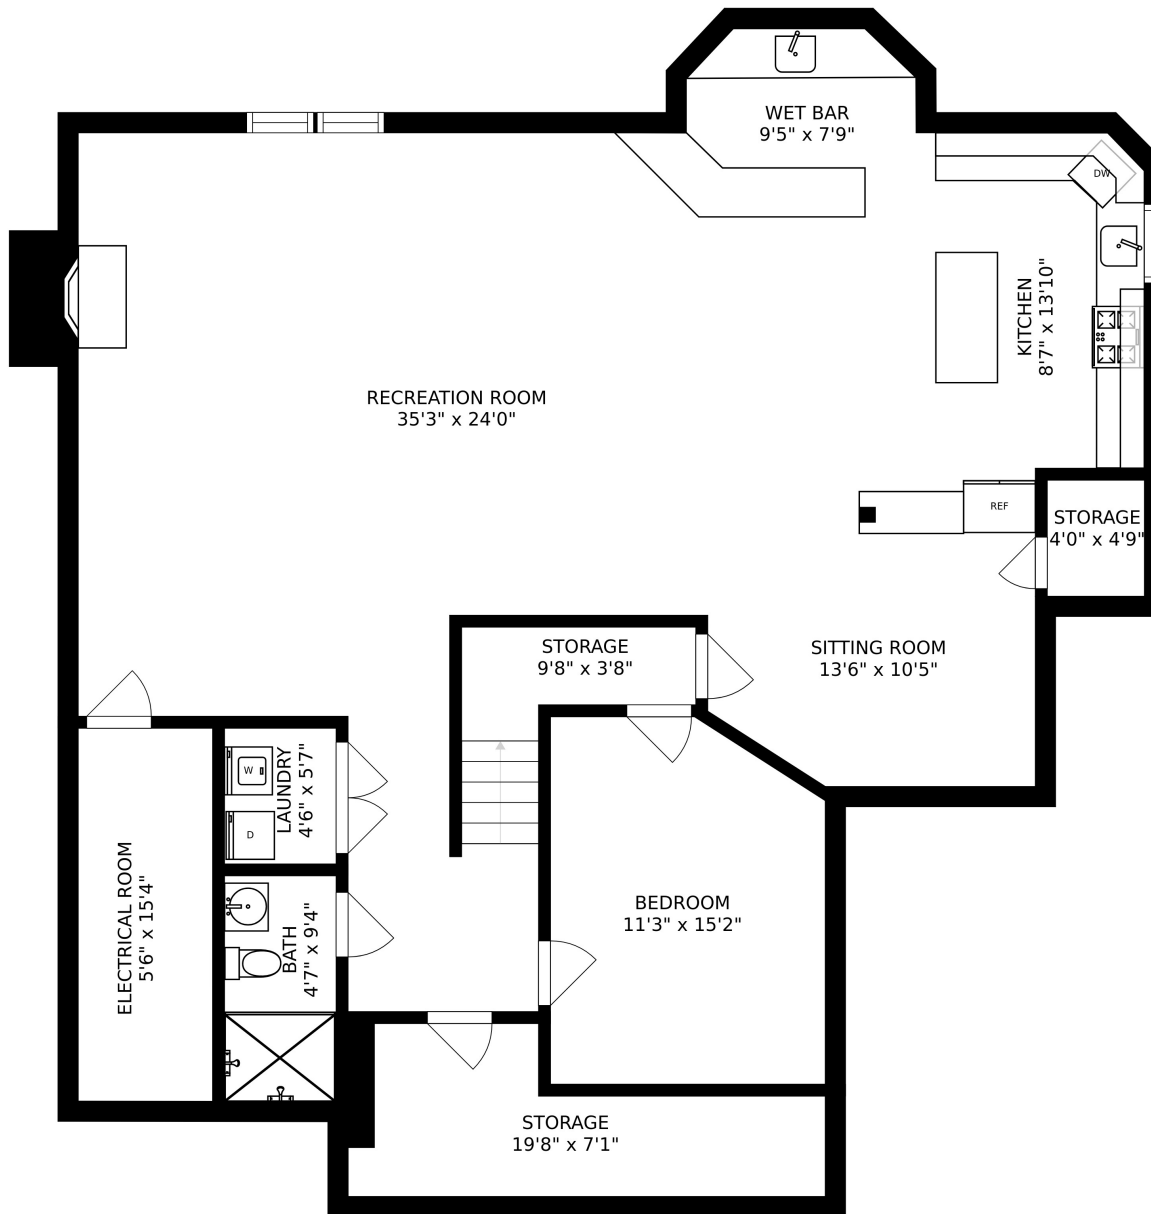 WET BAR
9'5" x 7'9"
DW
KITCHEN
8'7" x 13'10"
RECREATION ROOM
35'3" x 24'0"
REF
STORAGE
4'0" x 4'9"
STORAGE
9'8" x 3'8"
SITTING ROOM
13'6" x 10'5"
W
LAUNDRY
4'6" x 5'7"
D
ELECTRICAL ROOM
5'6" x 15'4"
BATH
4'7" x 9'4"
BEDROOM
11'3" x 15'2"
STORAGE
19'8" x 7'1"